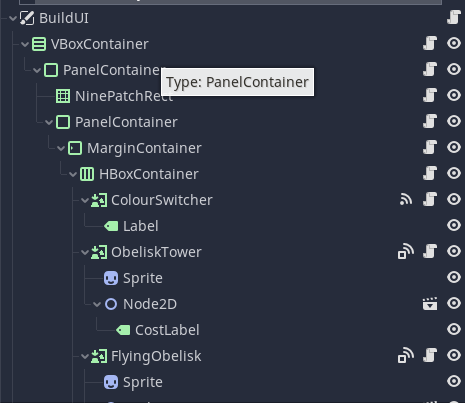 BuildUI
VBoxContainer
PanelContaine
Type: PanelContainer
NinePatchRect
PanelContainer
MarginContainer
HBoxContainer
ColourSwitcher
Label
ObeliskTower
Sprite
Node2D
CostLabel
FlyingObelisk
Sprite